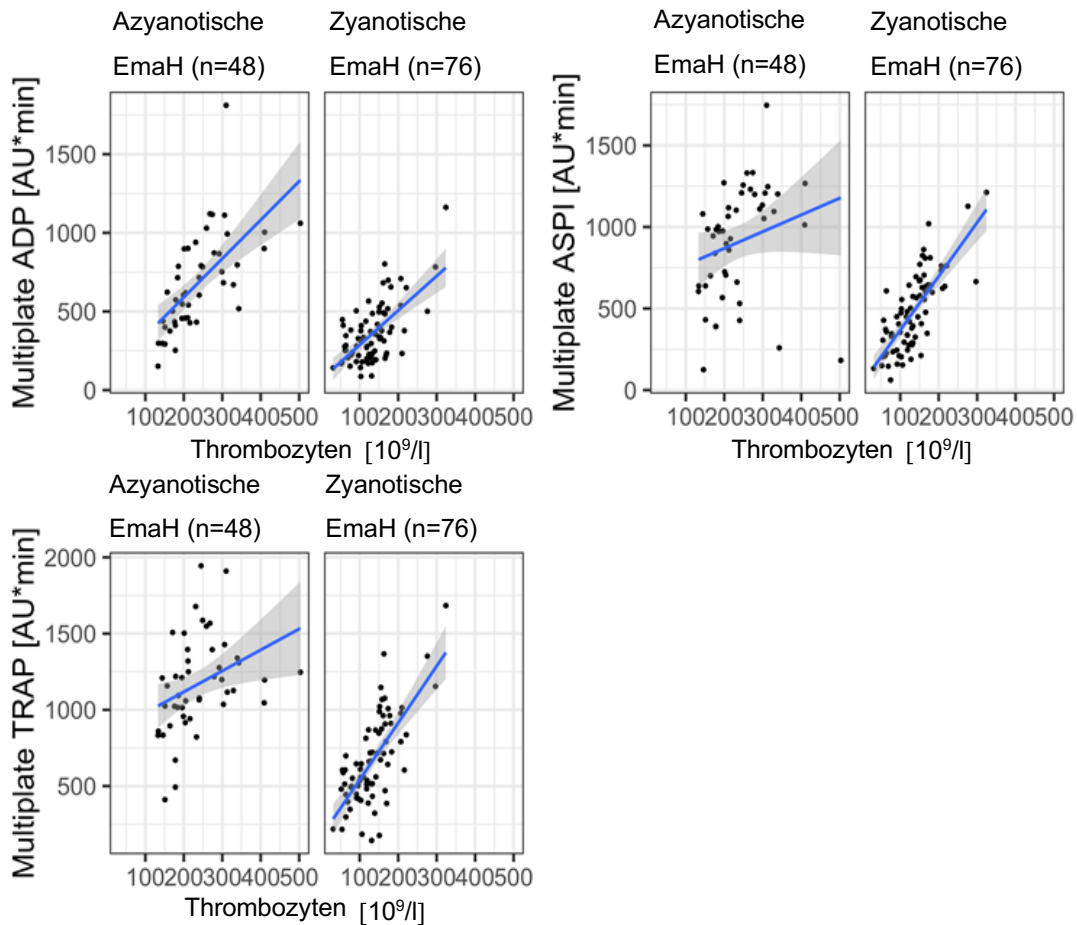 Azyanotische
Zyanotische
EmaH (n=48)
EmaH (n=76)
Multiplate ADP [AU*min]
1500
1000
500
0
100200300400500
100200300400500
Thrombozyten [10⁹/l]
Azyanotische
Zyanotische
EmaH (n=48)
EmaH (n=76)
Multiplate ASPI [AU*min]
1500
1000
500
0
100200300400500
100200300400500
Thrombozyten [10⁹/l]
Azyanotische
Zyanotische
EmaH (n=48)
EmaH (n=76)
Multiplate TRAP [AU*min]
2000
1500
1000
500
100200300400500
100200300400500
Thrombozyten [10⁹/l]